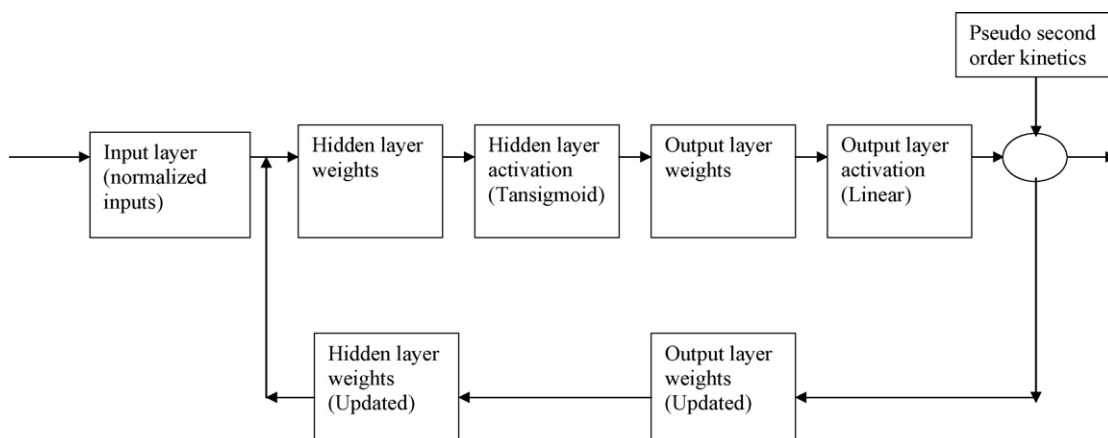 Pseudo second
order kinetics
Input layer
(normalized
inputs)
Hidden layer
weights
Hidden layer
activation
(Tansigmoid)
Output layer
weights
Output layer
activation
(Linear)
Hidden layer
weights
(Updated)
Output layer
weights
(Updated)